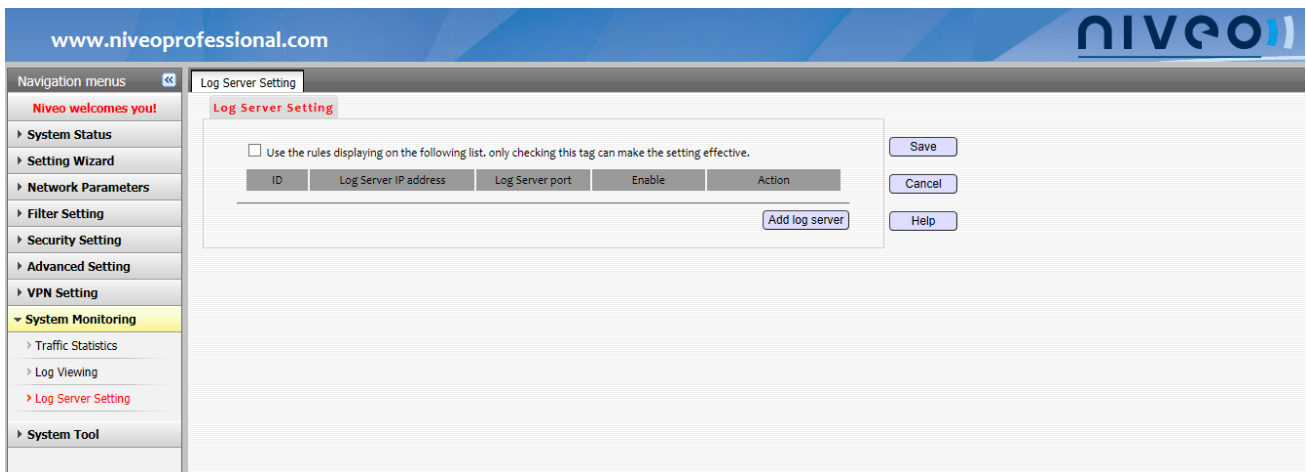 www.niveoprofessional.com
niveo
Navigation menus
Niveo welcomes you!
System Status
Setting Wizard
Network Parameters
Filter Setting
Security Setting
Advanced Setting
VPN Setting
System Monitoring
Traffic Statistics
Log Viewing
Log Server Setting
System Tool
Log Server Setting
Log Server Setting
Use the rules displaying on the following list. only checking this tag can make the setting effective.
ID Log Server IP address Log Server port Enable Action
Add log server
Save
Cancel
Help